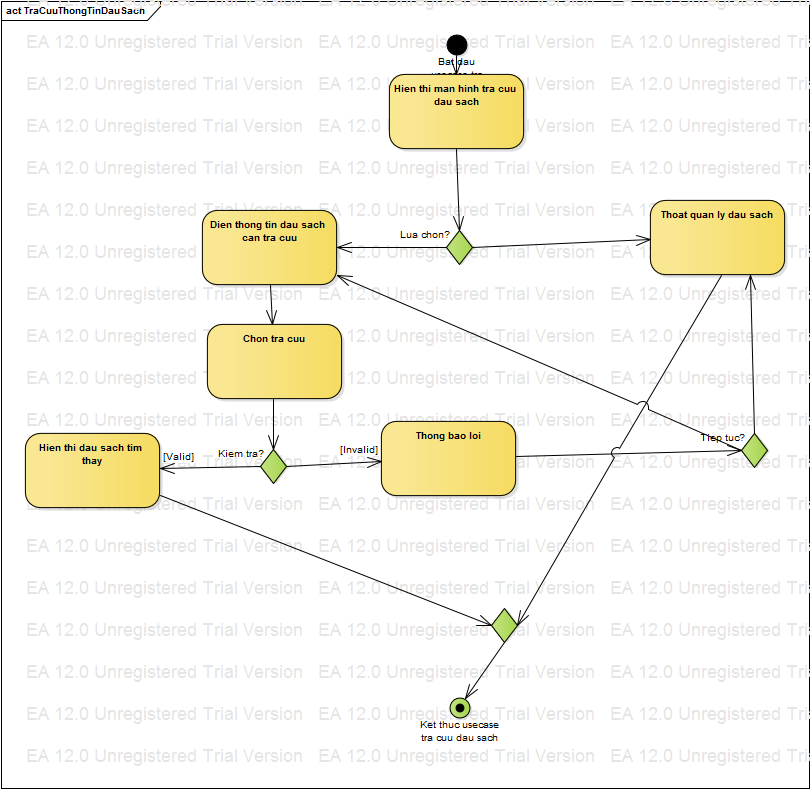 act TraCuuThongTinDauSach
EA 12.0 Unregistered Trial Version
Bat dau
usecase tra
Hien thi man hinh tra cuu
dau sach
Lua chon?
Dien thong tin dau sach
can tra cuu
Thoat quan ly dau sach
Chon tra cuu
Kiem tra?
[Valid]
[Invalid]
Hien thi dau sach tim
thay
Thong bao loi
Tiep tuc?
Ket thuc usecase
tra cuu dau sach